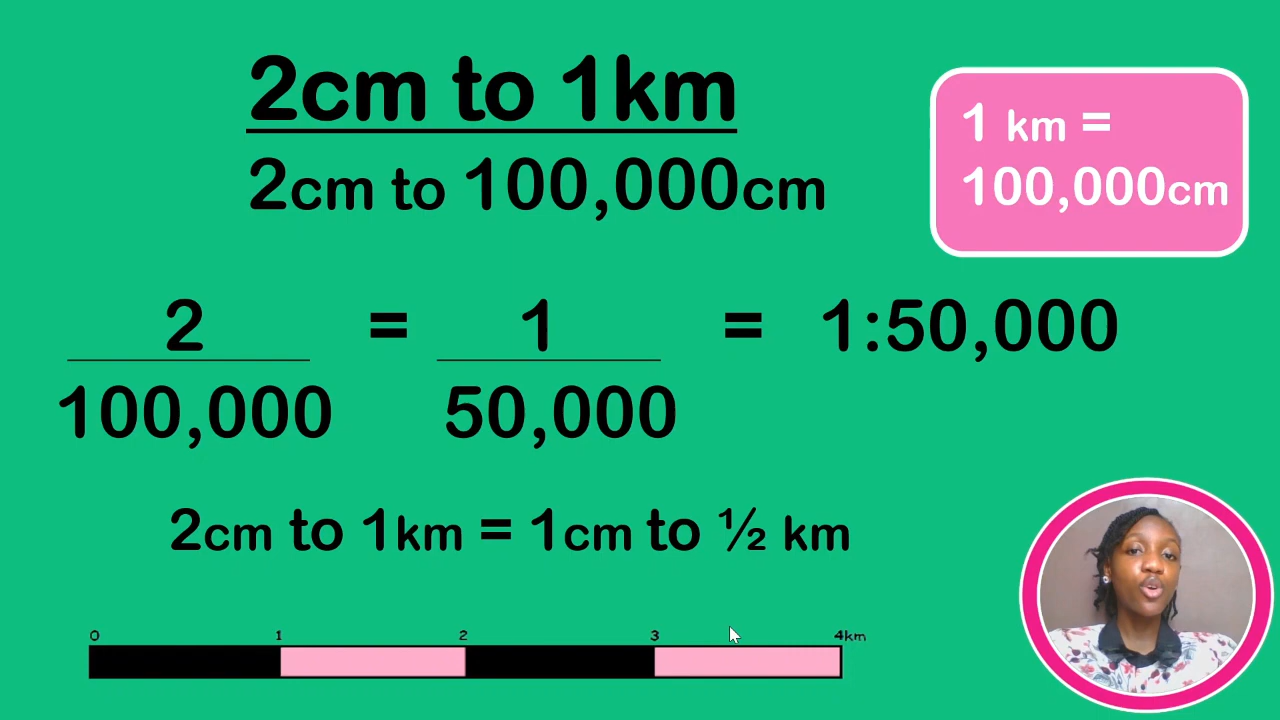 2cm to 1km
2cm to 100,000cm
1 km =
100,000cm
2 = 1 = 1:50,000
100,000 50,000
2cm to 1km = 1cm to ½ km
0 1 2 3 4km